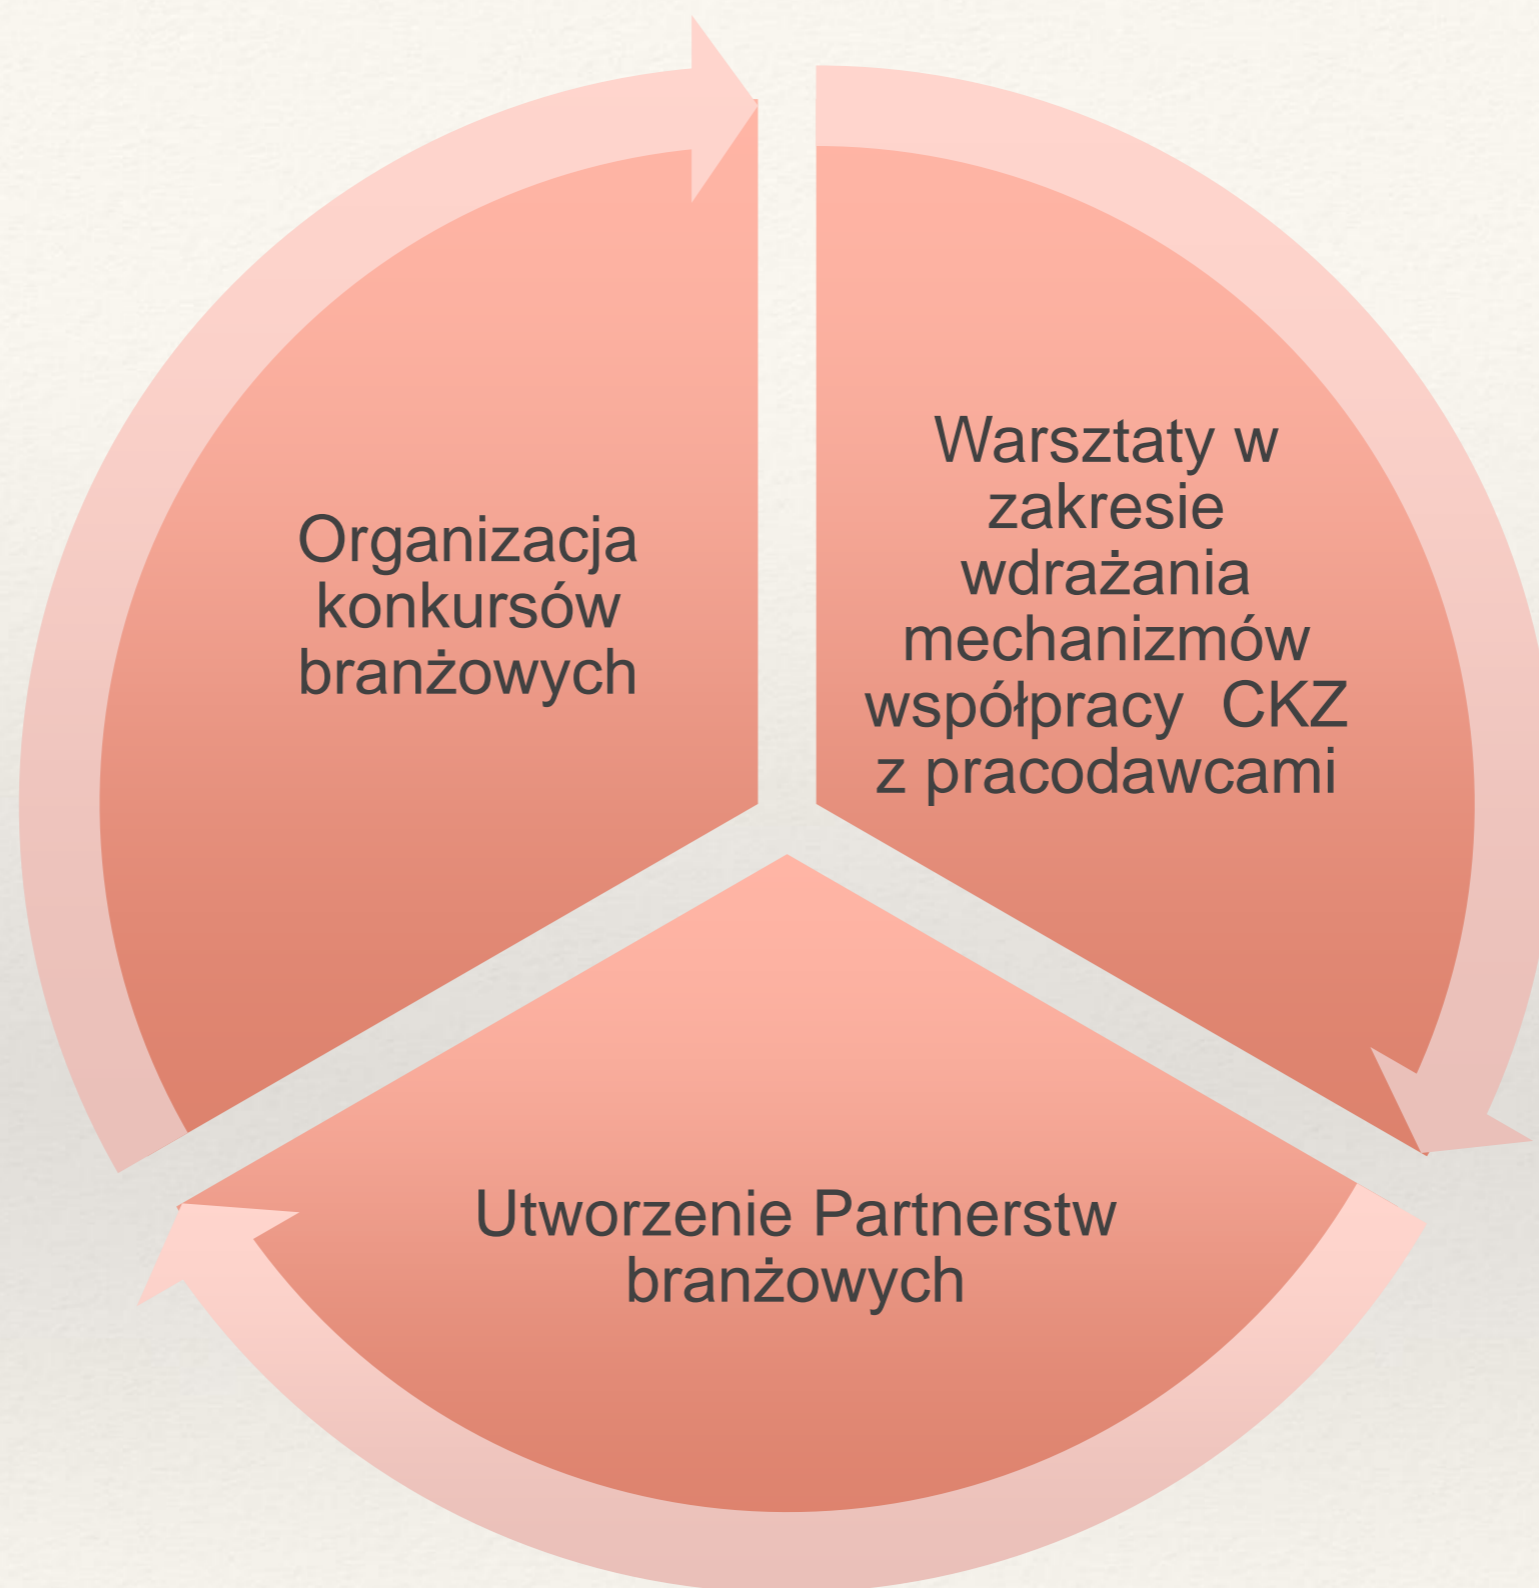 Organizacja
konkursów
branżowych
Warsztaty w
zakresie
wdrażania
mechanizmów
współpracy  CKZ
z pracodawcami
Utworzenie Partnerstw
branżowych